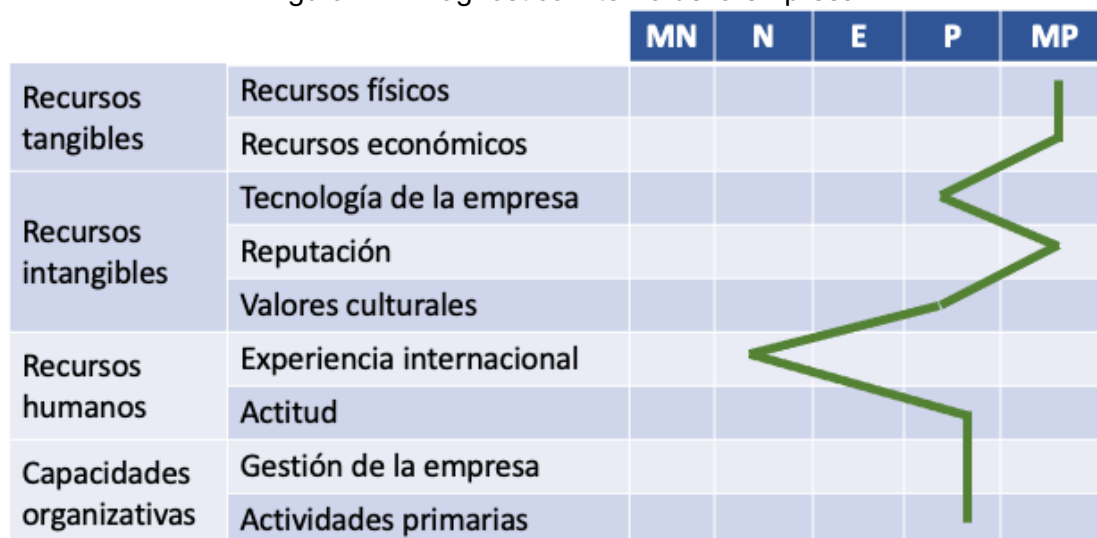 MN N E P MP
Recursos tangibles
Recursos físicos
Recursos económicos
Recursos intangibles
Tecnología de la empresa
Reputación
Valores culturales
Recursos humanos
Experiencia internacional
Actitud
Capacidades organizativas
Gestión de la empresa
Actividades primarias